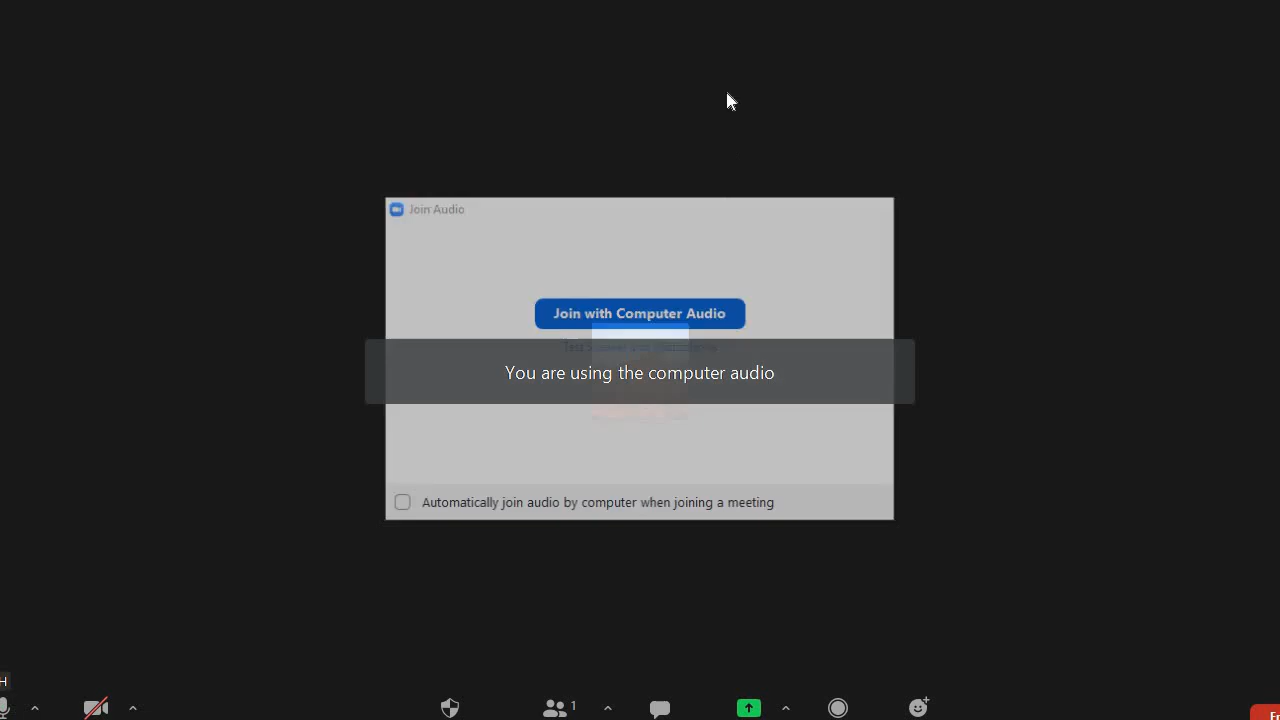 Join Audio
Join with Computer Audio
You are using the computer audio
Automatically join audio by computer when joining a meeting
H
1